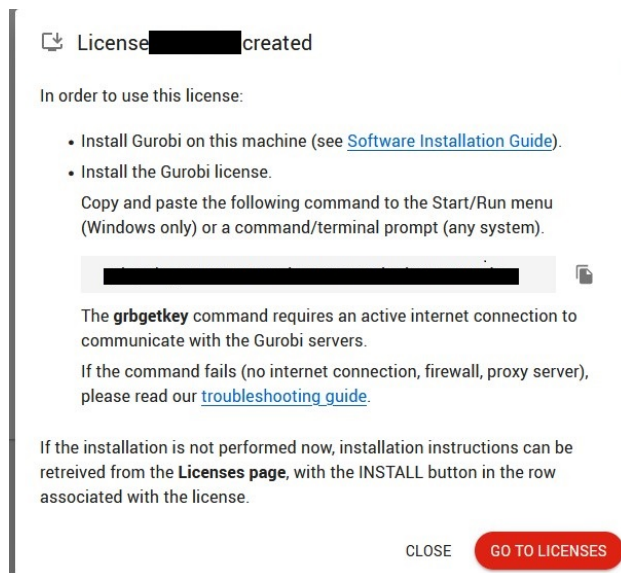 License created
In order to use this license:
• Install Gurobi on this machine (see Software Installation Guide).
• Install the Gurobi license.
Copy and paste the following command to the Start/Run menu
(Windows only) or a command/terminal prompt (any system).
The grbgetkey command requires an active internet connection to
communicate with the Gurobi servers.
If the command fails (no internet connection, firewall, proxy server),
please read our troubleshooting guide.
If the installation is not performed now, installation instructions can be
retreived from the Licenses page, with the INSTALL button in the row
associated with the license.
CLOSE GO TO LICENSES